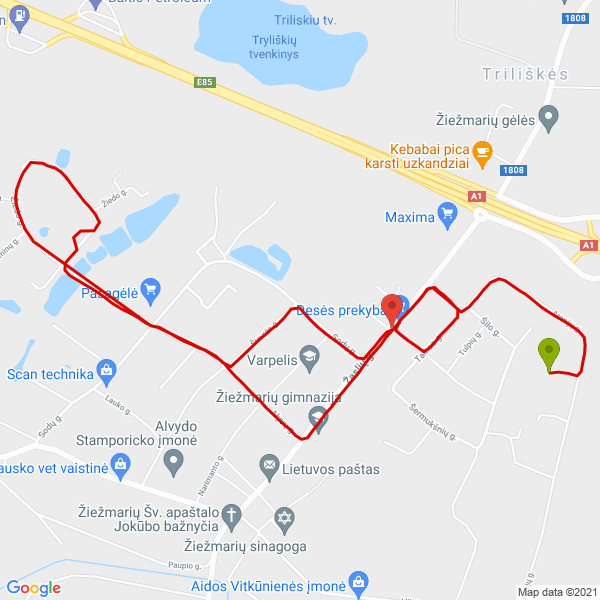 Baltic Petroleum
Triliskiu tv.
Tryliškių
tvenkinys
1808
E85
Triliškės
Žiežmarių gėlės
Kebabai pica
karsti uzkandziai
1808
A1
Maxima
A1
Žiedo g.
Žiedo g.
Pasagėlė
Desės prekyba
Sodų g.
Šilo g.
Tulpių g.
Varpelis
Scan technika
Žaslių g.
Žiežmarių gimnazija
Lauko g.
Sodų g.
Šermukšnių g.
Alvydo
Stamporicko įmonė
Lietuvos paštas
ausko vet vaistinė
Narimanto g.
Žiežmarių Šv. apaštalo
Jokūbo bažnyčia
Žiežmarių sinagoga
Paupio g.
Aidos Vitkūnienės įmonė
Google
Map data ©2021